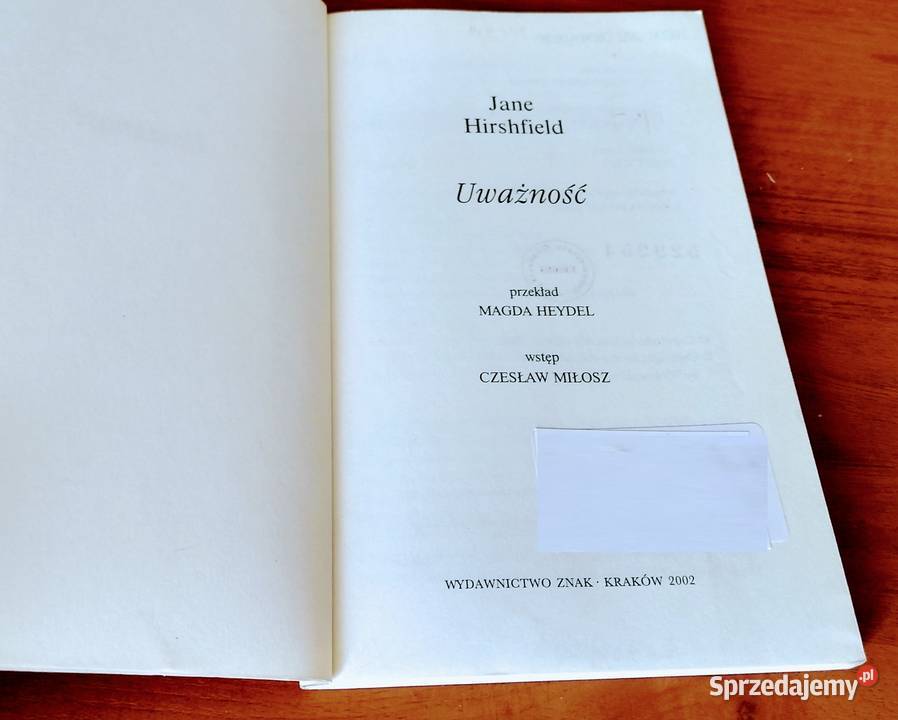 Jane
Hirshfield
Uważność
przekład
MAGDA HEYDEL
wstęp
CZESŁAW MIŁOSZ
WYDAWNICTWO ZNAK · KRAKÓW 2002
Sprzedajemy.pl